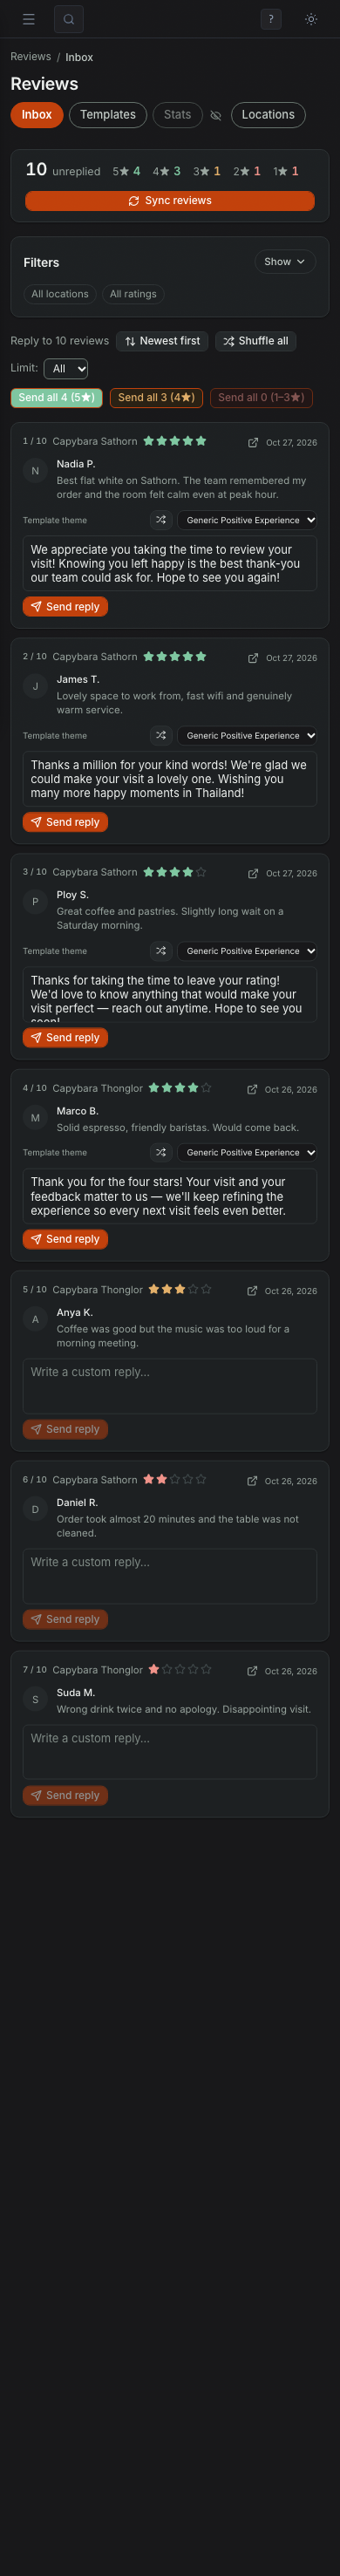 ?
Reviews / Inbox
Reviews
Inbox Templates Stats Locations
10 unreplied 5★ 4 4★ 3 3★ 1 2★ 1 1★ 1
Sync reviews
Filters Show
All locations All ratings
Reply to 10 reviews Newest first Shuffle all
Limit: All
Send all 4 (5★) Send all 3 (4★) Send all 0 (1–3★)
1 / 10 Capybara Sathorn ★★★★★ Oct 27, 2026
N Nadia P.
Best flat white on Sathorn. The team remembered my
order and the room felt calm even at peak hour.
Template theme Generic Positive Experience
We appreciate you taking the time to review your
visit! Knowing you left happy is the best thank-you
our team could ask for. Hope to see you again!
Send reply
2 / 10 Capybara Sathorn ★★★★★ Oct 27, 2026
J James T.
Lovely space to work from, fast wifi and genuinely
warm service.
Template theme Generic Positive Experience
Thanks a million for your kind words! We're glad we
could make your visit a lovely one. Wishing you
many more happy moments in Thailand!
Send reply
3 / 10 Capybara Sathorn ★★★★☆ Oct 27, 2026
P Ploy S.
Great coffee and pastries. Slightly long wait on a
Saturday morning.
Template theme Generic Positive Experience
Thanks for taking the time to leave your rating!
We'd love to know anything that would make your
visit perfect — reach out anytime. Hope to see you
soon!
Send reply
4 / 10 Capybara Thonglor ★★★★☆ Oct 26, 2026
M Marco B.
Solid espresso, friendly baristas. Would come back.
Template theme Generic Positive Experience
Thank you for the four stars! Your visit and your
feedback matter to us — we'll keep refining the
experience so every next visit feels even better.
Send reply
5 / 10 Capybara Thonglor ★★★☆☆ Oct 26, 2026
A Anya K.
Coffee was good but the music was too loud for a
morning meeting.
Write a custom reply...
Send reply
6 / 10 Capybara Sathorn ★★☆☆☆ Oct 26, 2026
D Daniel R.
Order took almost 20 minutes and the table was not
cleaned.
Write a custom reply...
Send reply
7 / 10 Capybara Thonglor ★☆☆☆☆ Oct 26, 2026
S Suda M.
Wrong drink twice and no apology. Disappointing visit.
Write a custom reply...
Send reply